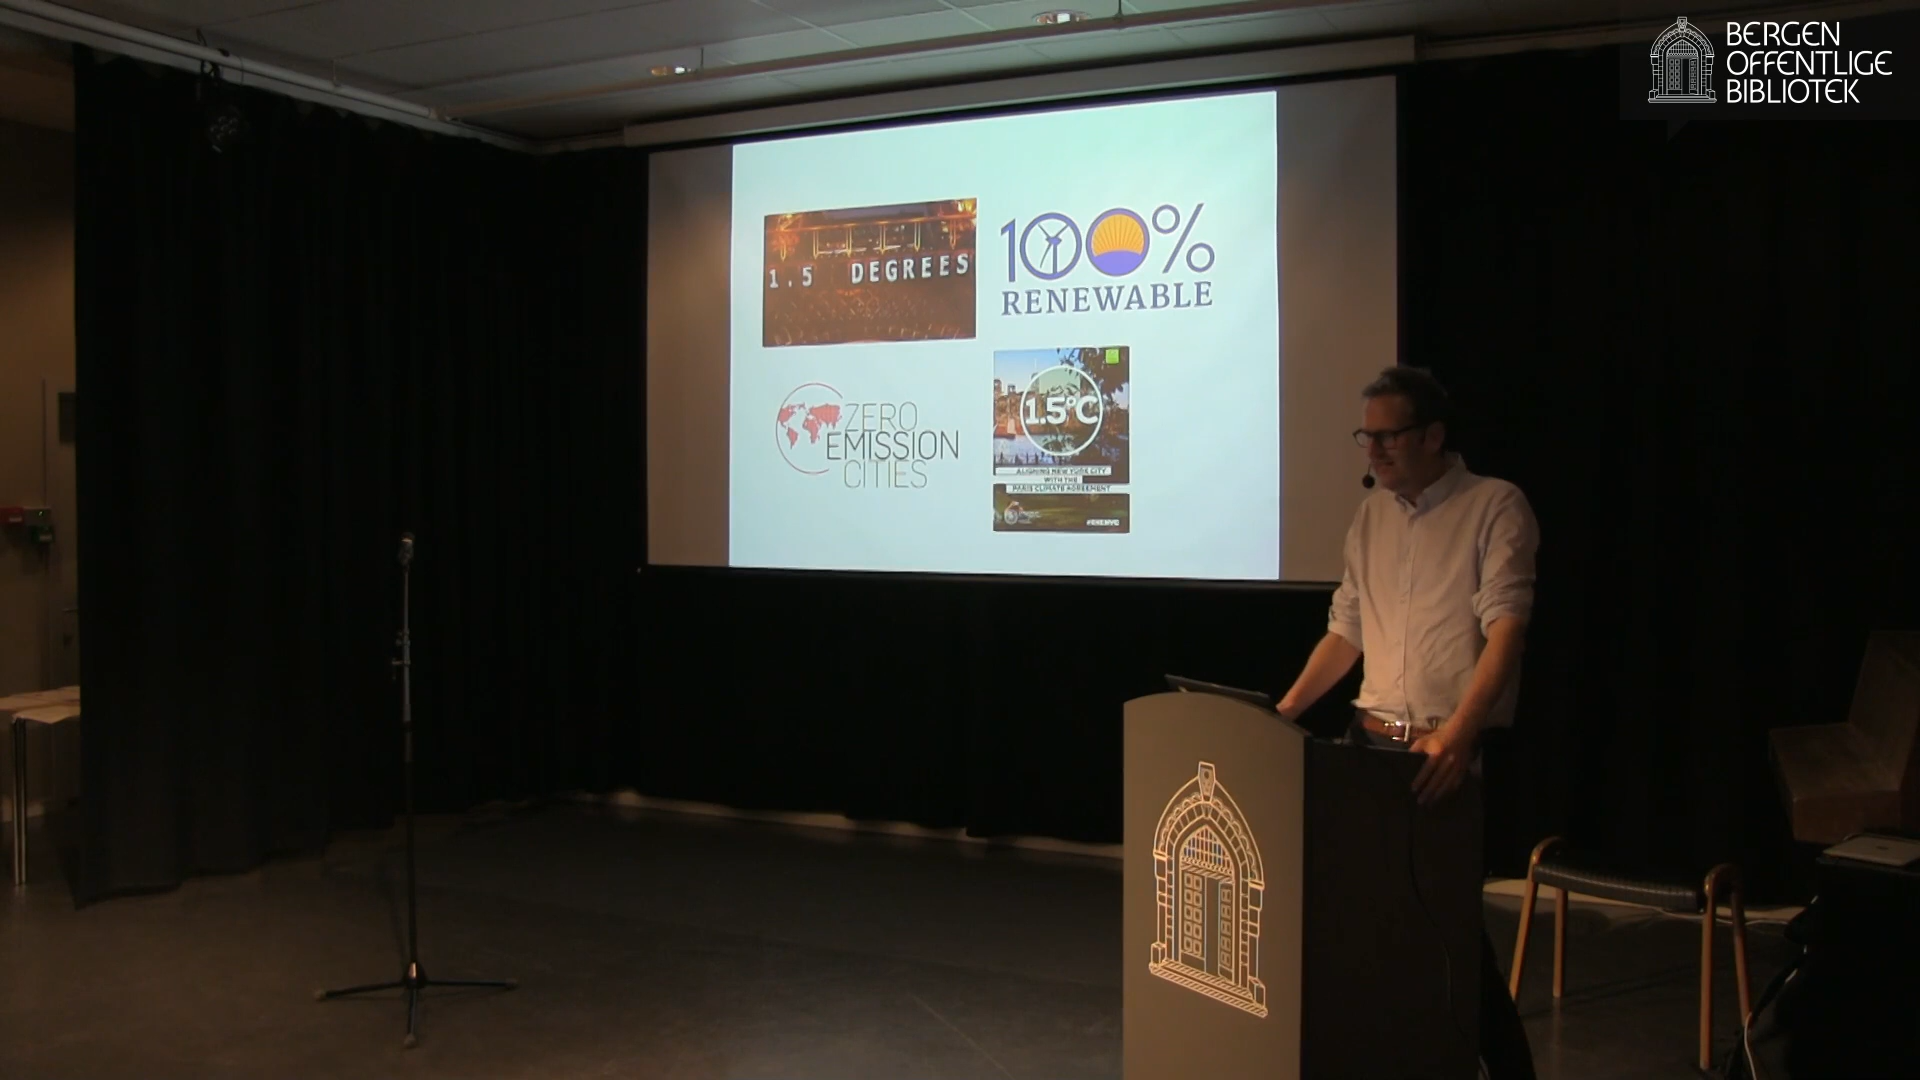 BERGEN
OFFENTLIGE
BIBLIOTEK
1.5 DEGREES
100%
RENEWABLE
ZERO
EMISSION
CITIES
1.5°C
ALIGNING NEW YORK CITY
WITH THE
PARIS CLIMATE AGREEMENT